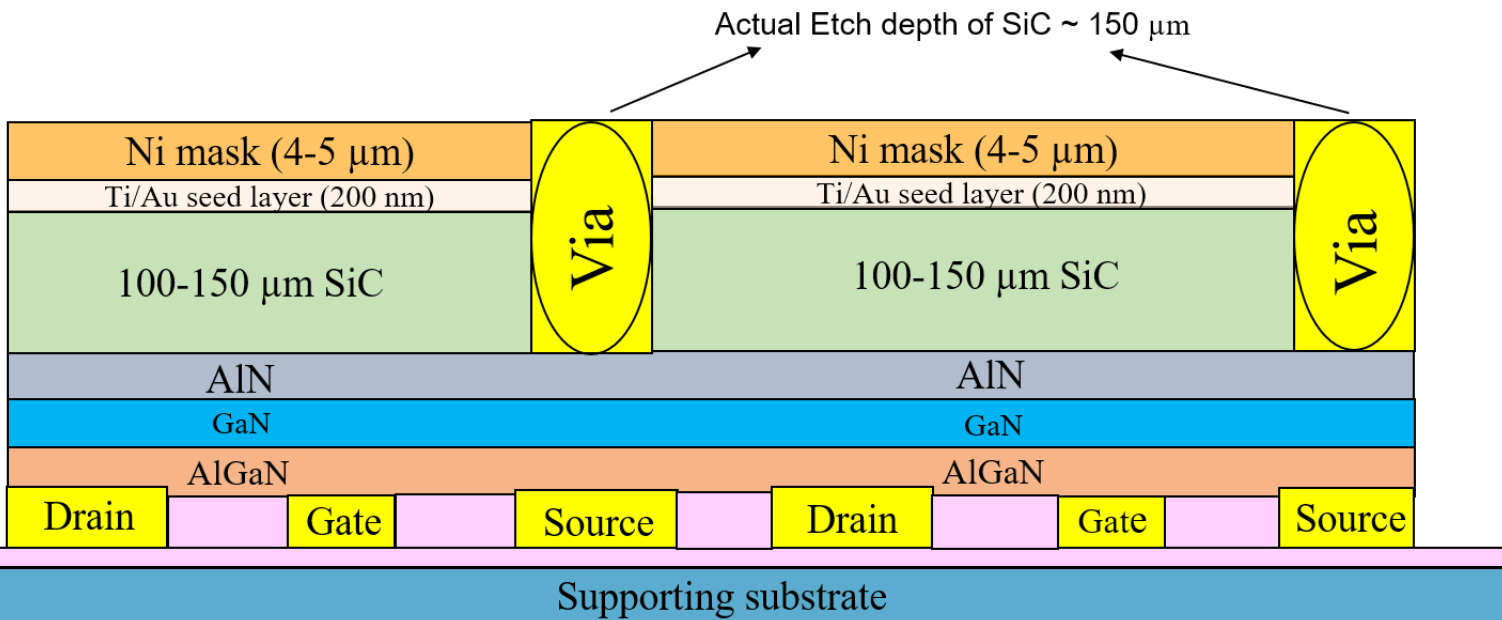 Actual Etch depth of SiC ~ 150 µm
Ni mask (4-5 µm)
Ni mask (4-5 µm)
Ti/Au seed layer (200 nm)
Ti/Au seed layer (200 nm)
Via
Via
100-150 µm SiC
100-150 µm SiC
AlN
AlN
GaN
GaN
AlGaN
AlGaN
Drain
Gate
Source
Drain
Gate
Source
Supporting substrate